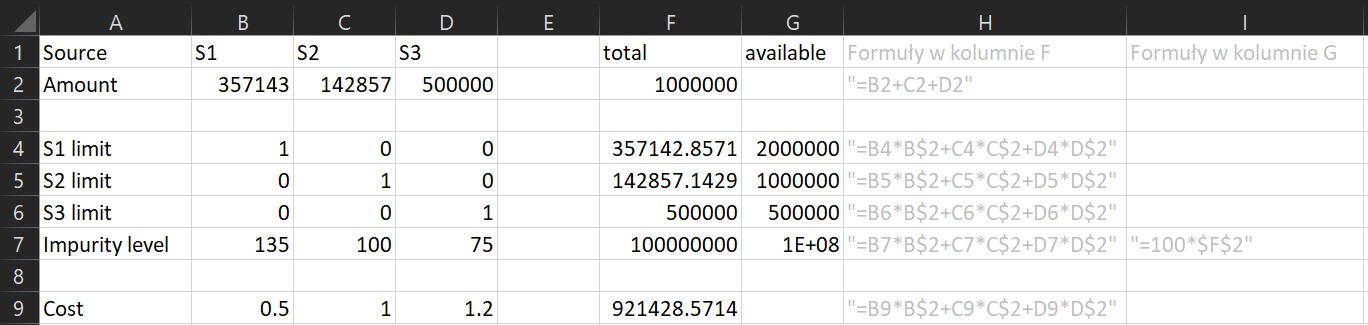 A B C D E F G H I
1 Source S1 S2 S3 total available Formuły w kolumnie F Formuły w kolumnie G
2 Amount 357143 142857 500000 1000000 "=B2+C2+D2"
3
4 S1 limit 1 0 0 357142.8571 2000000 "=B4*B$2+C4*C$2+D4*D$2"
5 S2 limit 0 1 0 142857.1429 1000000 "=B5*B$2+C5*C$2+D5*D$2"
6 S3 limit 0 0 1 500000 500000 "=B6*B$2+C6*C$2+D6*D$2"
7 Impurity level 135 100 75 100000000 1E+08 "=B7*B$2+C7*C$2+D7*D$2" "=100*$F$2"
8
9 Cost 0.5 1 1.2 921428.5714 "=B9*B$2+C9*C$2+D9*D$2"